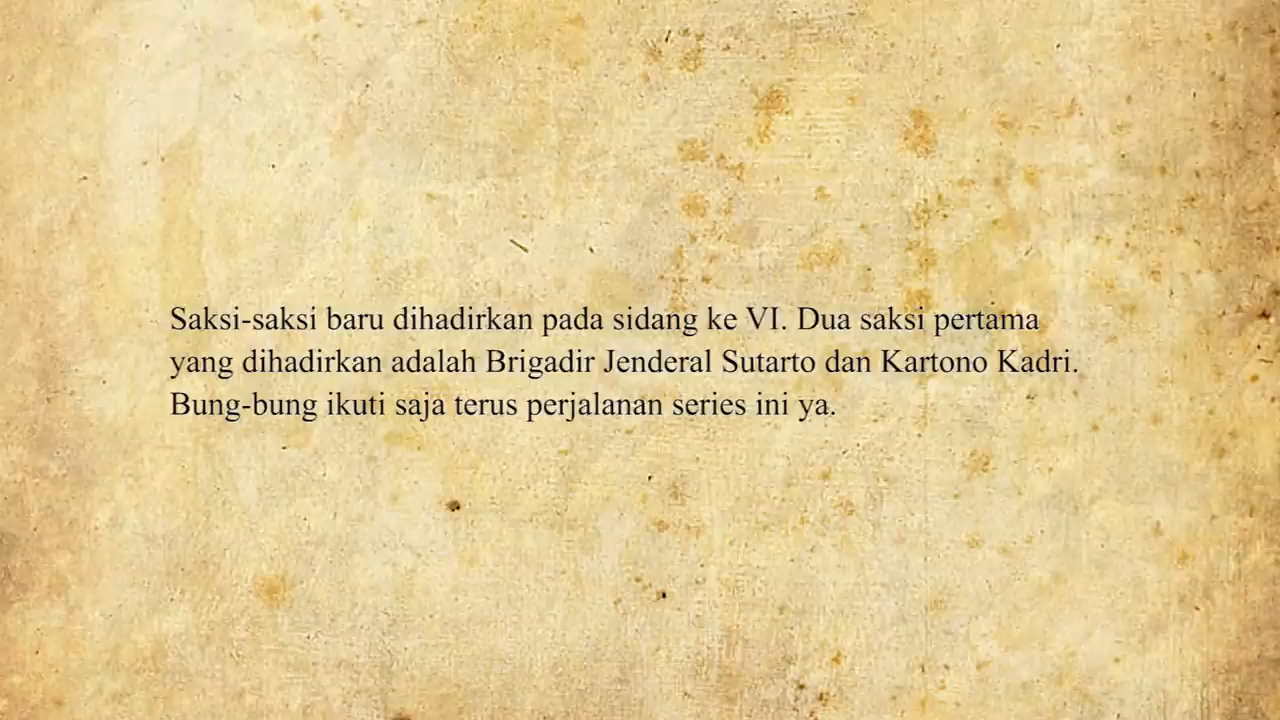 Saksi-saksi baru dihadirkan pada sidang ke VI. Dua saksi pertama
yang dihadirkan adalah Brigadir Jenderal Sutarto dan Kartono Kadri.
Bung-bung ikuti saja terus perjalanan series ini ya.